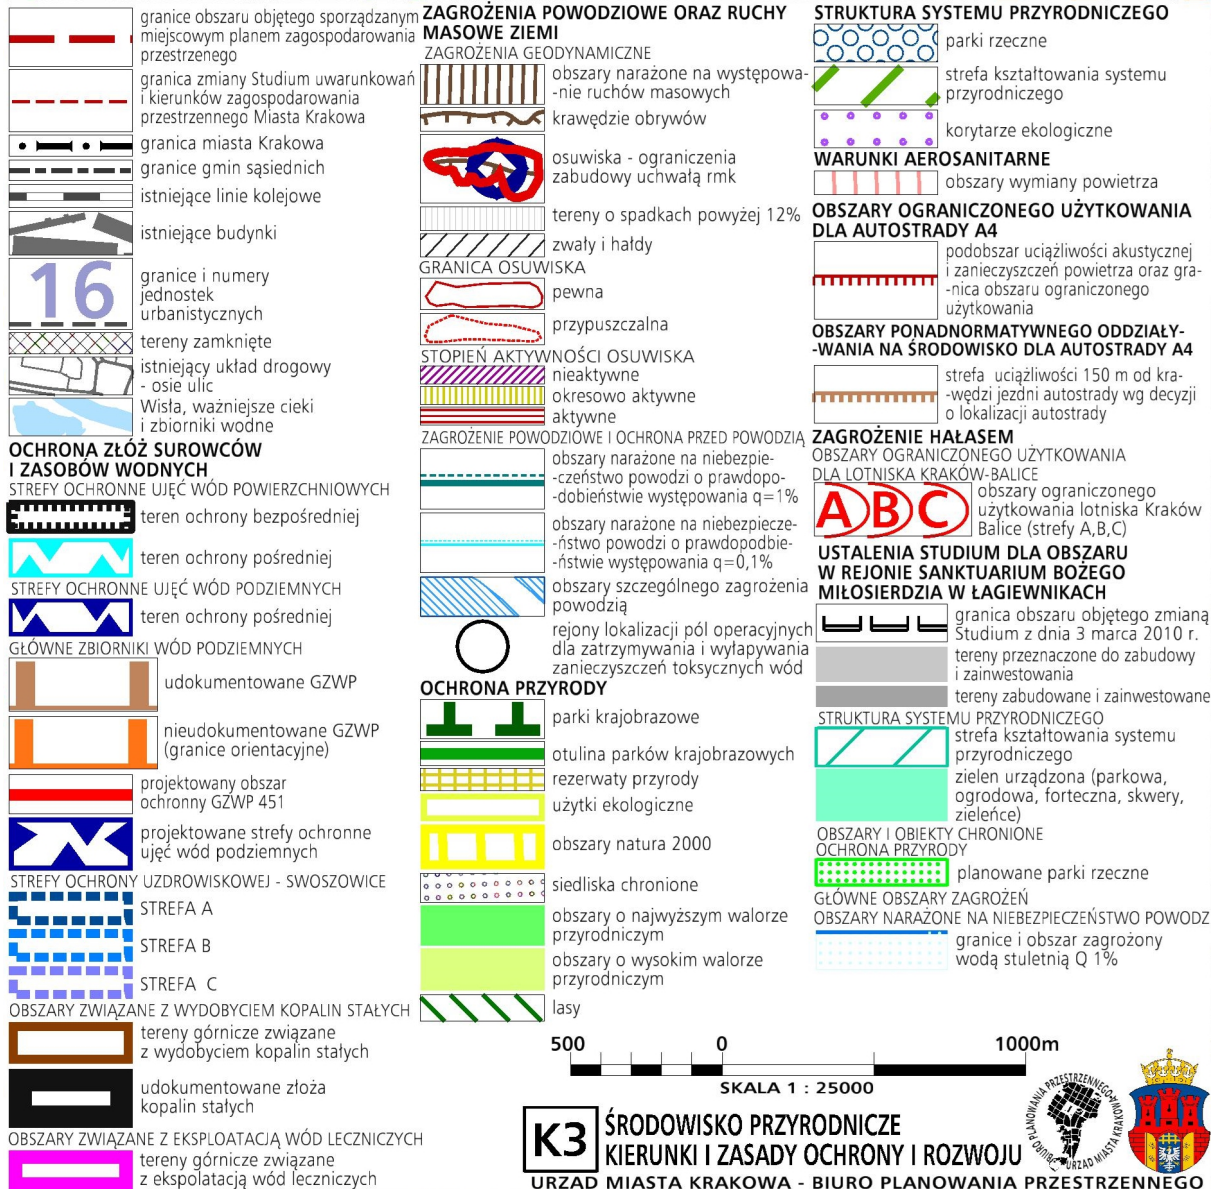 granice obszaru objętego sporządzanym
miejscowym planem zagospodarowania
przestrzenego
granica zmiany Studium uwarunkowań
i kierunków zagospodarowania
przestrzennego Miasta Krakowa
granica miasta Krakowa
granice gmin sąsiednich
istniejące linie kolejowe
istniejące budynki
16
granice i numery
jednostek
urbanistycznych
tereny zamknięte
istniejący układ drogowy
- osie ulic
Wisła, ważniejsze cieki
i zbiorniki wodne
OCHRONA ZŁÓŻ SUROWCÓW
I ZASOBÓW WODNYCH
STREFY OCHRONNE UJĘĆ WÓD POWIERZCHNIOWYCH
teren ochrony bezpośredniej
teren ochrony pośredniej
STREFY OCHRONNE UJĘĆ WÓD PODZIEMNYCH
teren ochrony pośredniej
GŁÓWNE ZBIORNIKI WÓD PODZIEMNYCH
udokumentowane GZWP
nieudokumentowane GZWP
(granice orientacyjne)
projektowany obszar
ochronny GZWP 451
projektowane strefy ochronne
ujęć wód podziemnych
STREFY OCHRONY UZDROWISKOWEJ - SWOSZOWICE
STREFA A
STREFA B
STREFA C
OBSZARY ZWIĄZANE Z WYDOBYCIEM KOPALIN STAŁYCH
tereny górnicze związane
z wydobyciem kopalin stałych
udokumentowane złoża
kopalin stałych
OBSZARY ZWIĄZANE Z EKSPLOATACJĄ WÓD LECZNICZYCH
tereny górnicze związane
z ekspolatacją wód leczniczych
ZAGROŻENIA POWODZIOWE ORAZ RUCHY
MASOWE ZIEMI
ZAGROŻENIA GEODYNAMICZNE
obszary narażone na występowa-
-nie ruchów masowych
krawędzie obrywów
osuwiska - ograniczenia
zabudowy uchwałą rmk
tereny o spadkach powyżej 12%
zwały i hałdy
GRANICA OSUWISKA
pewna
przypuszczalna
STOPIEŃ AKTYWNOŚCI OSUWISKA
nieaktywne
okresowo aktywne
aktywne
ZAGROŻENIE POWODZIOWE I OCHRONA PRZED POWODZIĄ
obszary narażone na niebezpie-
-czeństwo powodzi o prawdopo-
-dobieństwie występowania q=1%
obszary narażone na niebezpiecze-
-ństwo powodzi o prawdopodbie-
-ństwie występowania q=0,1%
obszary szczególnego zagrożenia
powodzią
rejony lokalizacji pól operacyjnych
dla zatrzymywania i wyłapywania
zanieczyszczeń toksycznych wód
OCHRONA PRZYRODY
parki krajobrazowe
otulina parków krajobrazowych
rezerwaty przyrody
użytki ekologiczne
obszary natura 2000
siedliska chronione
obszary o najwyższym walorze
przyrodniczym
obszary o wysokim walorze
przyrodniczym
lasy
STRUKTURA SYSTEMU PRZYRODNICZEGO
parki rzeczne
strefa kształtowania systemu
przyrodniczego
korytarze ekologiczne
WARUNKI AEROSANITARNE
obszary wymiany powietrza
OBSZARY OGRANICZONEGO UŻYTKOWANIA
DLA AUTOSTRADY A4
podobszar uciążliwości akustycznej
i zanieczyszczeń powietrza oraz gra-
-nica obszaru ograniczonego
użytkowania
OBSZARY PONADNORMATYWNEGO ODDZIAŁY-
-WANIA NA ŚRODOWISKO DLA AUTOSTRADY A4
strefa uciążliwości 150 m od kra-
-wędzi jezdni autostrady wg decyzji
o lokalizacji autostrady
ZAGROŻENIE HAŁASEM
OBSZARY OGRANICZONEGO UŻYTKOWANIA
DLA LOTNISKA KRAKÓW-BALICE
A B C
obszary ograniczonego
użytkowania lotniska Kraków
Balice (strefy A,B,C)
USTALENIA STUDIUM DLA OBSZARU
W REJONIE SANKTUARIUM BOŻEGO
MIŁOSIERDZIA W ŁAGIEWNIKACH
granica obszaru objętego zmianą
Studium z dnia 3 marca 2010 r.
tereny przeznaczone do zabudowy
i zainwestowania
tereny zabudowane i zainwestowane
STRUKTURA SYSTEMU PRZYRODNICZEGO
strefa kształtowania systemu
przyrodniczego
zielen urządzona (parkowa,
ogrodowa, forteczna, skwery,
zieleńce)
OBSZARY I OBIEKTY CHRONIONE
OCHRONA PRZYRODY
planowane parki rzeczne
GŁÓWNE OBSZARY ZAGROŻEŃ
OBSZARY NARAŻONE NA NIEBEZPIECZEŃSTWO POWODZ
granice i obszar zagrożony
wodą stuletnią Q 1%
500 0 1000m
SKALA 1 : 25000
K3
ŚRODOWISKO PRZYRODNICZE
KIERUNKI I ZASADY OCHRONY I ROZWOJU
BIURO PLANOWANIA PRZESTRZENNEGO
URZĄD MIASTA KRAKOWA
URZĄD MIASTA KRAKOWA - BIURO PLANOWANIA PRZESTRZENNEGO